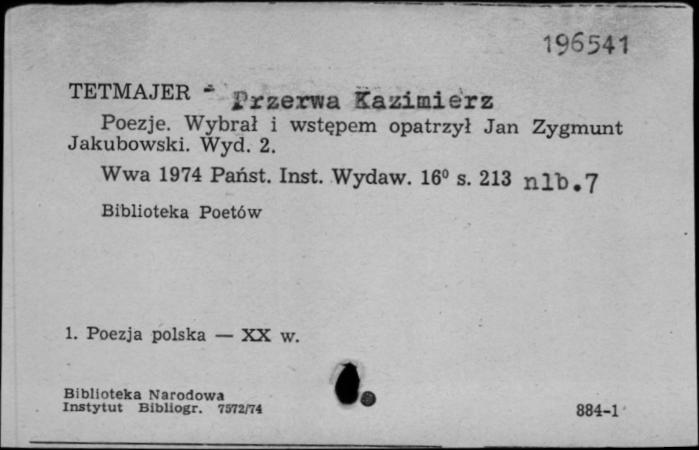 196541
TETMAJER - Przerwa Kazimierz
Poezje. Wybrał i wstępem opatrzył Jan Zygmunt
Jakubowski. Wyd. 2.
Wwa 1974 Państ. Inst. Wydaw. 16⁰ s. 213 nlb.7
Biblioteka Poetów
1. Poezja polska — XX w.
Biblioteka Narodowa
Instytut Bibliogr. 7572/74
884-1